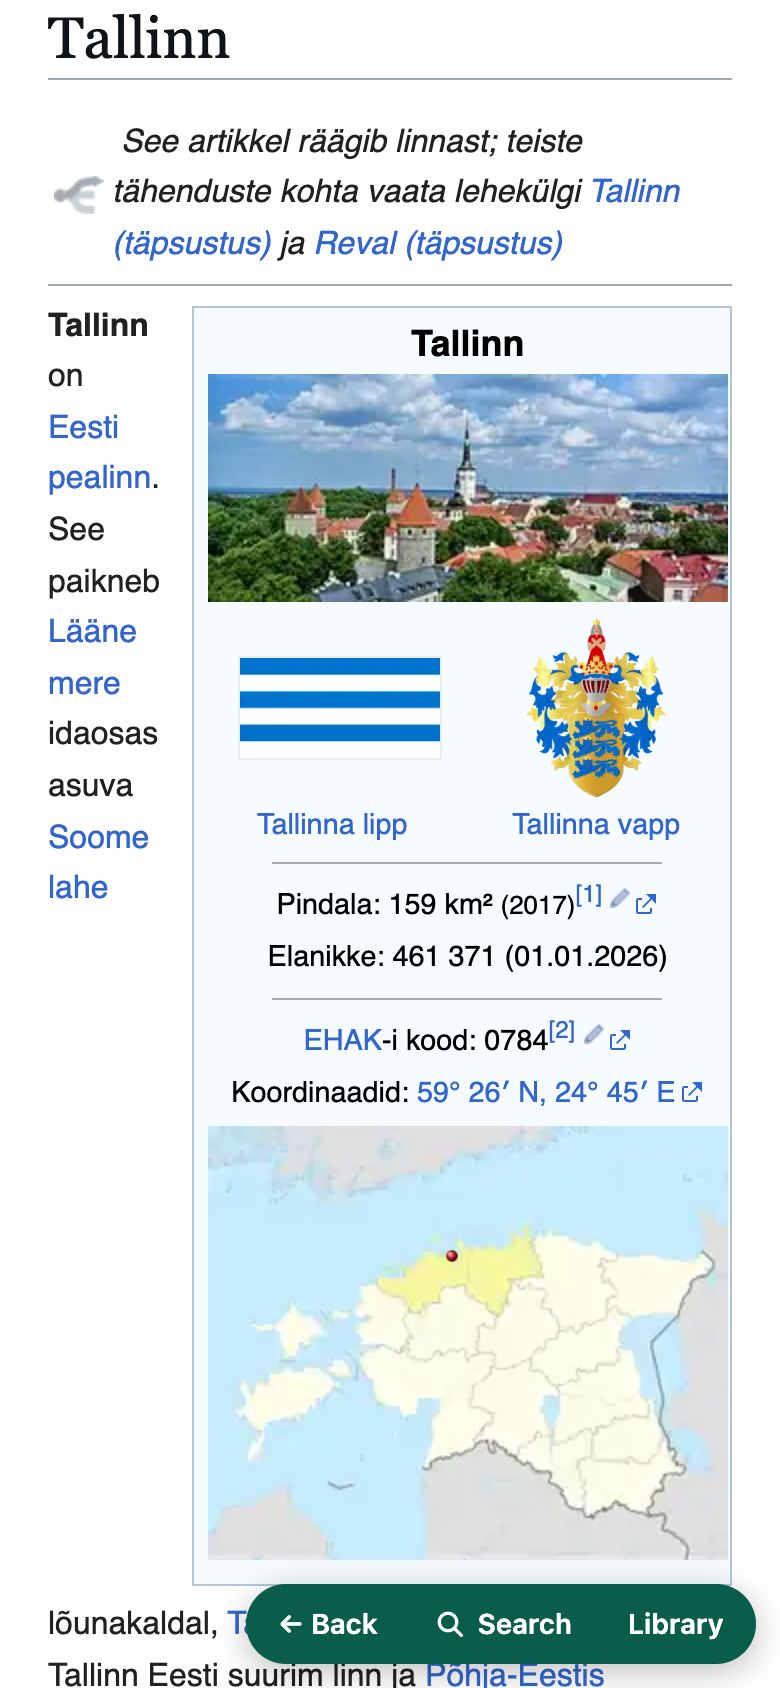 Tallinn
See artikkel räägib linnast; teiste
tähenduste kohta vaata lehekülgi Tallinn
(täpsustus) ja Reval (täpsustus)
Tallinn
on
Eesti
pealinn.
See
paikneb
Lääne
mere
idaosas
asuva
Soome
lahe
Tallinn
Tallinna lipp
Tallinna vapp
Pindala: 159 km² (2017)[1]
Elanikke: 461 371 (01.01.2026)
EHAK-i kood: 0784[2]
Koordinaadid: 59° 26′ N, 24° 45′ E
lõunakaldal,
← Back
Search
Library
Tallinn Eesti suurim linn ja Põhja-Eestis